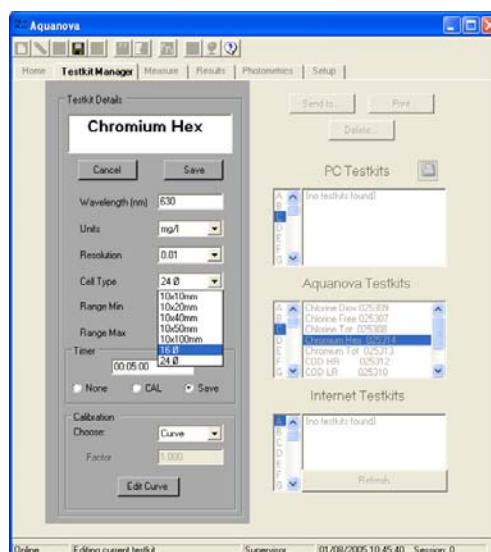 Aquanova
Home Testkit Manager Measure Results Photometrics Setup
Testkit Details
Chromium Hex
Cancel Save
Wavelength (nm) 630
Units mg/l
Resolution 0.01
Cell Type 24 Ø
10x10mm
10x20mm
10x40mm
10x50mm
10x100mm
16 Ø
24 Ø
Range Min
Range Max
Timer
00:05:00
None CAL Save
Calibration
Choose: Curve
Factor 1.000
Edit Curve
Send to... Print
Delete...
PC Testkits
A
B
C
D
E
F
G
(no testkits found)
Aquanova Testkits
A
B
C
D
E
F
G
Chlorine Diox 025309
Chlorine Free 025307
Chlorine Tot 025308
Chromium Hex 025314
Chromium Tot 025313
COD HR 025312
COD LR 025310
Internet Testkits
A
B
C
D
E
F
G
(no testkits found)
Refresh
Online Editing current testkit Supervisor 01/08/2005 10:45:40 Session: 0